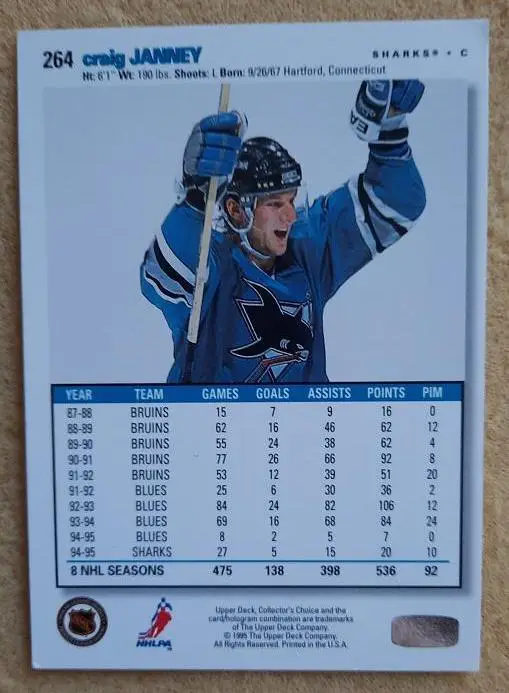 264 craig JANNEY SHARKS® • C
Ht: 6'1" Wt: 190 lbs. Shoots: L Born: 9/26/67 Hartford, Connecticut
YEAR TEAM GAMES GOALS ASSISTS POINTS PIM
87-88 BRUINS 15 7 9 16 0
88-89 BRUINS 62 16 46 62 12
89-90 BRUINS 55 24 38 62 4
90-91 BRUINS 77 26 66 92 8
91-92 BRUINS 53 12 39 51 20
91-92 BLUES 25 6 30 36 2
92-93 BLUES 84 24 82 106 12
93-94 BLUES 69 16 68 84 24
94-95 BLUES 8 2 5 7 0
94-95 SHARKS 27 5 15 20 10
8 NHL SEASONS 475 138 398 536 92
Upper Deck, Collector's Choice and the
card/hologram combination are trademarks
of The Upper Deck Company.
© 1995 The Upper Deck Company.
All Rights Reserved. Printed in the U.S.A.
NHL
NHLPA